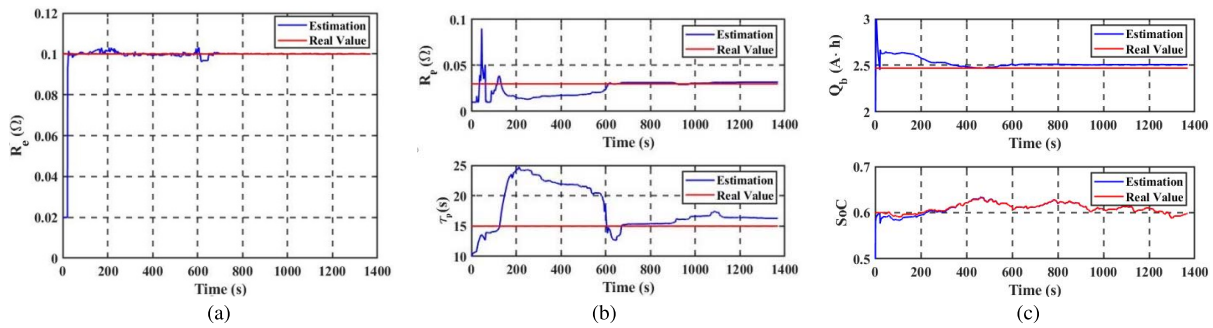 0.12
0.1
0.08
0.06
0.04
0.02
0
Re (Ω)
Estimation
Real Value
0 200 400 600 800 1000 1200 1400
Time (s)
(a)
0.1
0.05
0
Rp (Ω)
Estimation
Real Value
0 200 400 600 800 1000 1200 1400
Time (s)
25
20
15
10
τp(s)
Estimation
Real Value
0 200 400 600 800 1000 1200 1400
Time (s)
(b)
3
2.5
2
Qb (A· h)
Estimation
Real Value
0 200 400 600 800 1000 1200 1400
Time (s)
0.7
0.6
0.5
SoC
Estimation
Real Value
0 200 400 600 800 1000 1200 1400
Time (s)
(c)